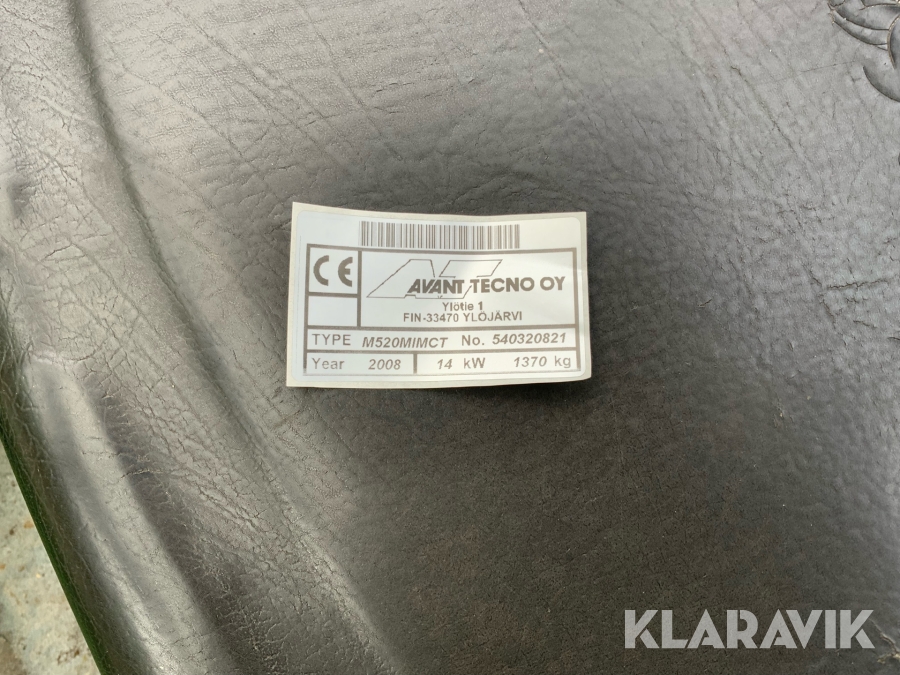 CE
AVANT TECNO OY
Ylötie 1
FIN-33470 YLÖJÄRVI
TYPE M520MIMCT No. 540320821
Year 2008 14 kW 1370 kg
KLARAVIK